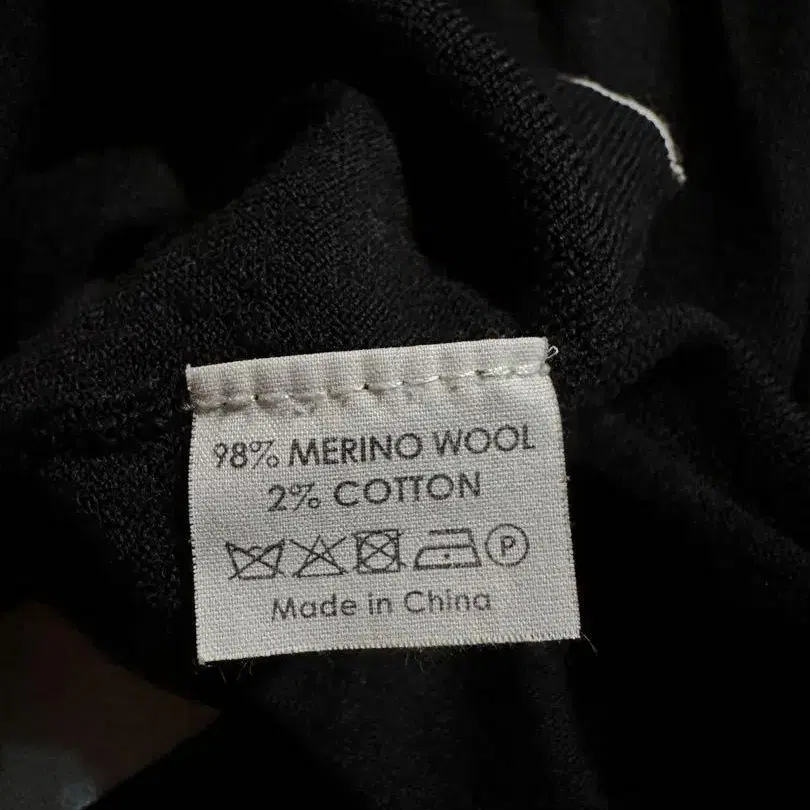 98% MERINO WOOL
2% COTTON
P
Made in China